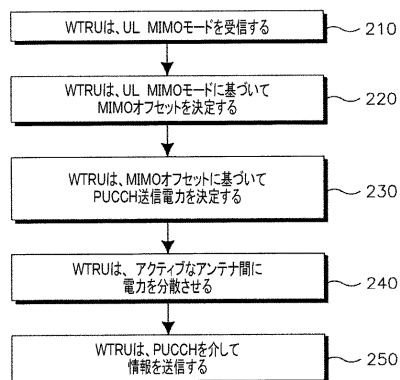 WTRUは、UL MIMOモードを受信する
210
WTRUは、UL MIMOモードに基づいて
MIMOオフセットを決定する
220
WTRUは、MIMOオフセットに基づいて
PUCCH送信電力を決定する
230
WTRUは、アクティブなアンテナ間に
電力を分散させる
240
WTRUは、PUCCHを介して
情報を送信する
250